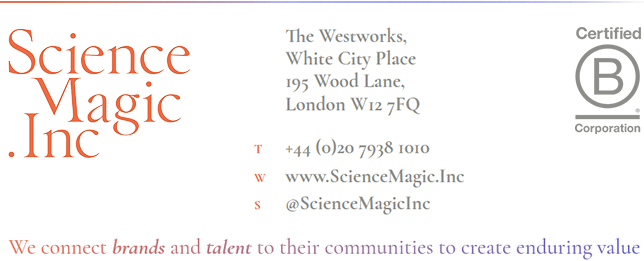 Science
Magic
.Inc
The Westworks,
White City Place
195 Wood Lane,
London W12 7FQ
T +44 (0)20 7938 1010
W www.ScienceMagic.Inc
S @ScienceMagicInc
Certified
B
®
Corporation
We connect brands and talent to their communities to create enduring value